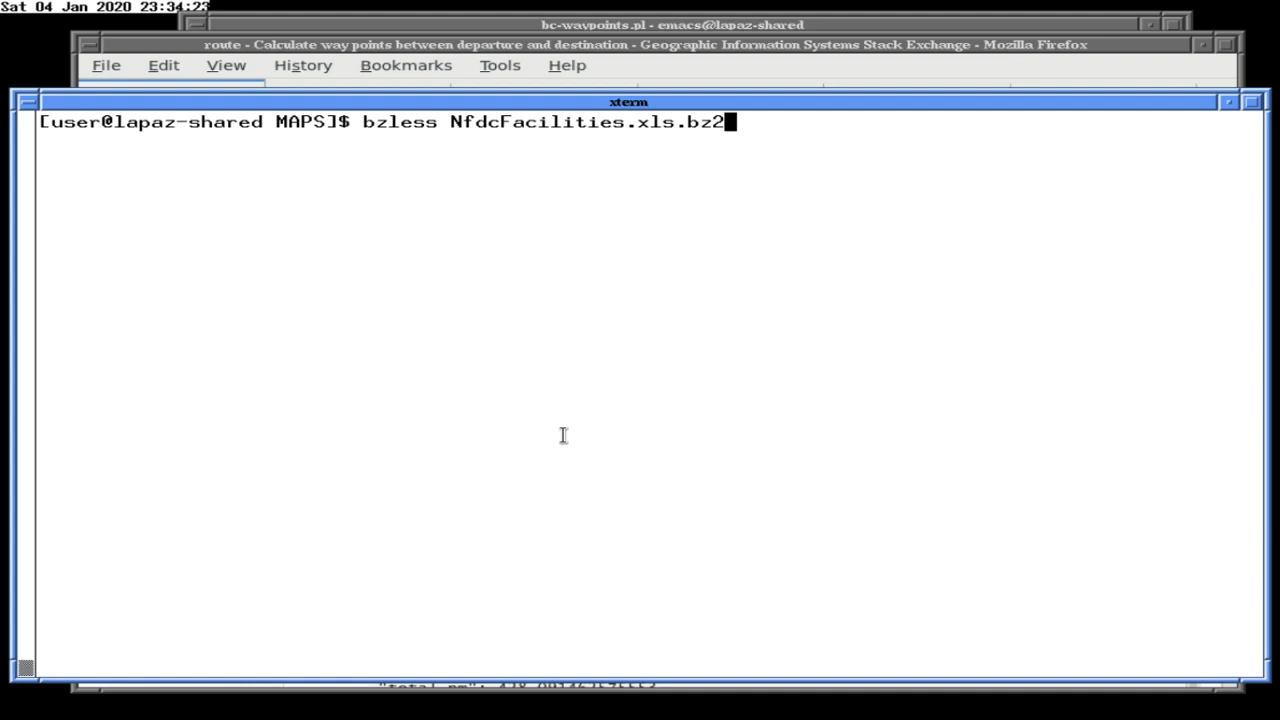 Sat 04 Jan 2020 23:34:23
bc-waypoints.pl - emacs@lapaz-shared
route - Calculate way points between departure and destination - Geographic Information Systems Stack Exchange - Mozilla Firefox
File Edit View History Bookmarks Tools Help
xterm
[user@lapaz-shared MAPS]$ bzless NfdcFacilities.xls.bz2